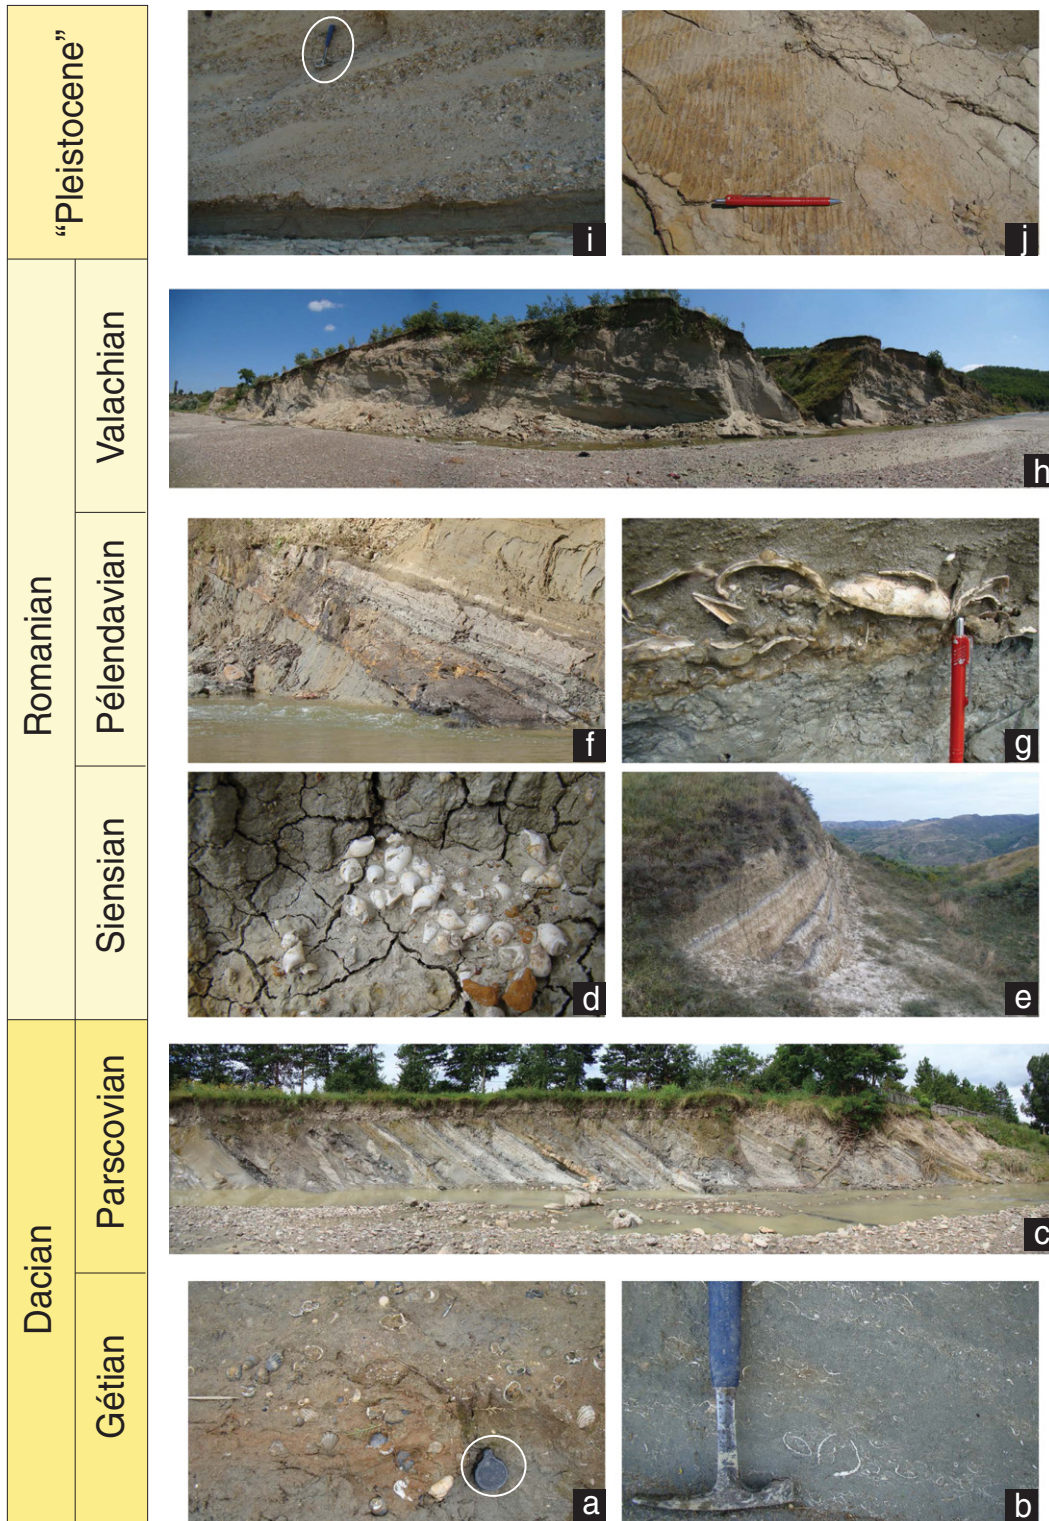 “Pleistocene”
i
j
Romanian
Valachian
h
Pélendavian
f
g
Siensian
d
e
Dacian
Parscovian
c
Gétian
a
b